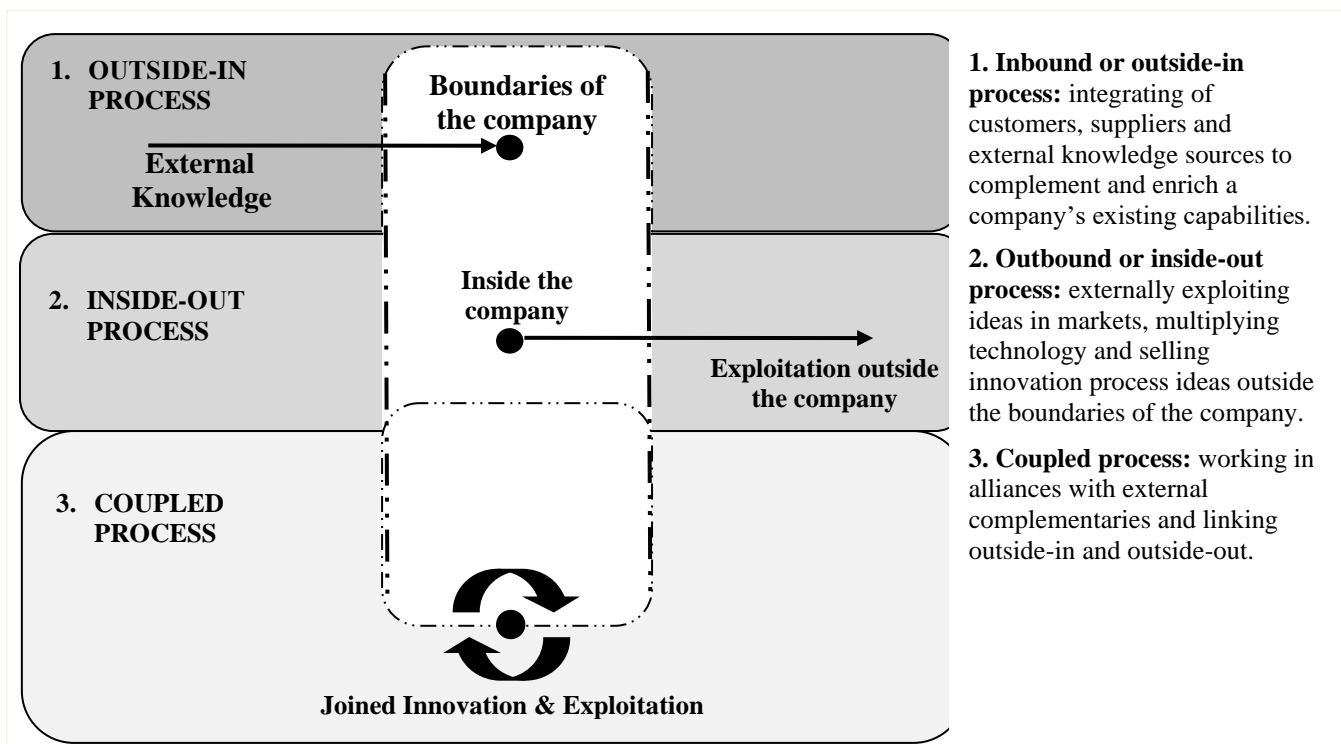 1. OUTSIDE-IN
PROCESS
Boundaries of
the company
External
Knowledge
2. INSIDE-OUT
PROCESS
Inside the
company
Exploitation outside
the company
3. COUPLED
PROCESS
Joined Innovation & Exploitation
1. Inbound or outside-in
process: integrating of
customers, suppliers and
external knowledge sources to
complement and enrich a
company’s existing capabilities.
2. Outbound or inside-out
process: externally exploiting
ideas in markets, multiplying
technology and selling
innovation process ideas outside
the boundaries of the company.
3. Coupled process: working in
alliances with external
complementaries and linking
outside-in and outside-out.